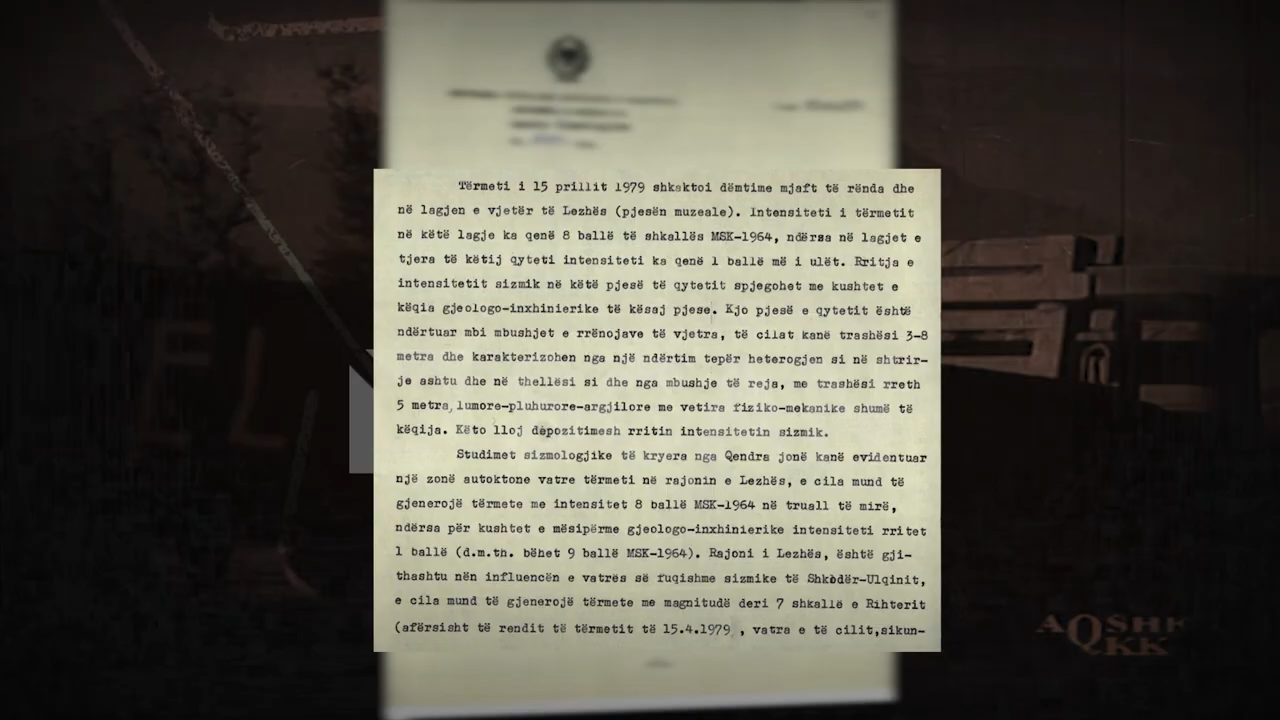 Tërmeti i 15 prillit 1979 shkaktoi dëmtime mjaft të rënda dhe
në lagjen e vjetër të Lezhës (pjesën muzeale). Intensiteti i tërmetit
në këtë lagje ka qenë 8 ballë të shkallës MSK-1964, ndërsa në lagjet e
tjera të këtij qyteti intensiteti ka qenë 1 ballë më i ulët. Rritja e
intensitetit sizmik në këtë pjesë të qytetit spjegohet me kushtet e
këqia gjeologo-inxhinierike të kësaj pjese. Kjo pjesë e qytetit është
ndërtuar mbi mbushjet e rrënojave të vjetra, të cilat kanë trashësi 3-8
metra dhe karakterizohen nga një ndërtim tepër heterogjen si në shtrir-
je ashtu dhe në thellësi si dhe nga mbushje të reja, me trashësi rreth
5 metra, lumore-pluhurore-argjilore me vetira fiziko-mekanike shumë të
këqija. Këto lloj depozitimesh rritin intensitetin sizmik.
Studimet sizmologjike të kryera nga Qendra jonë kanë evidentuar
një zonë autoktone vatre tërmeti në rajonin e Lezhës, e cila mund të
gjenerojë tërmete me intensitet 8 ballë MSK-1964 në truall të mirë,
ndërsa për kushtet e mësipërme gjeologo-inxhinierike intensiteti rritet
1 ballë (d.m.th. bëhet 9 ballë MSK-1964). Rajoni i Lezhës, është gji-
thashtu nën influencën e vatrës së fuqishme sizmike të Shkodër-Ulqinit,
e cila mund të gjenerojë tërmete me magnitudë deri 7 shkallë e Rihterit
(afërsisht të rendit të tërmetit të 15.4.1979 , vatra e të cilit,sikun-
AQSHF
QKK